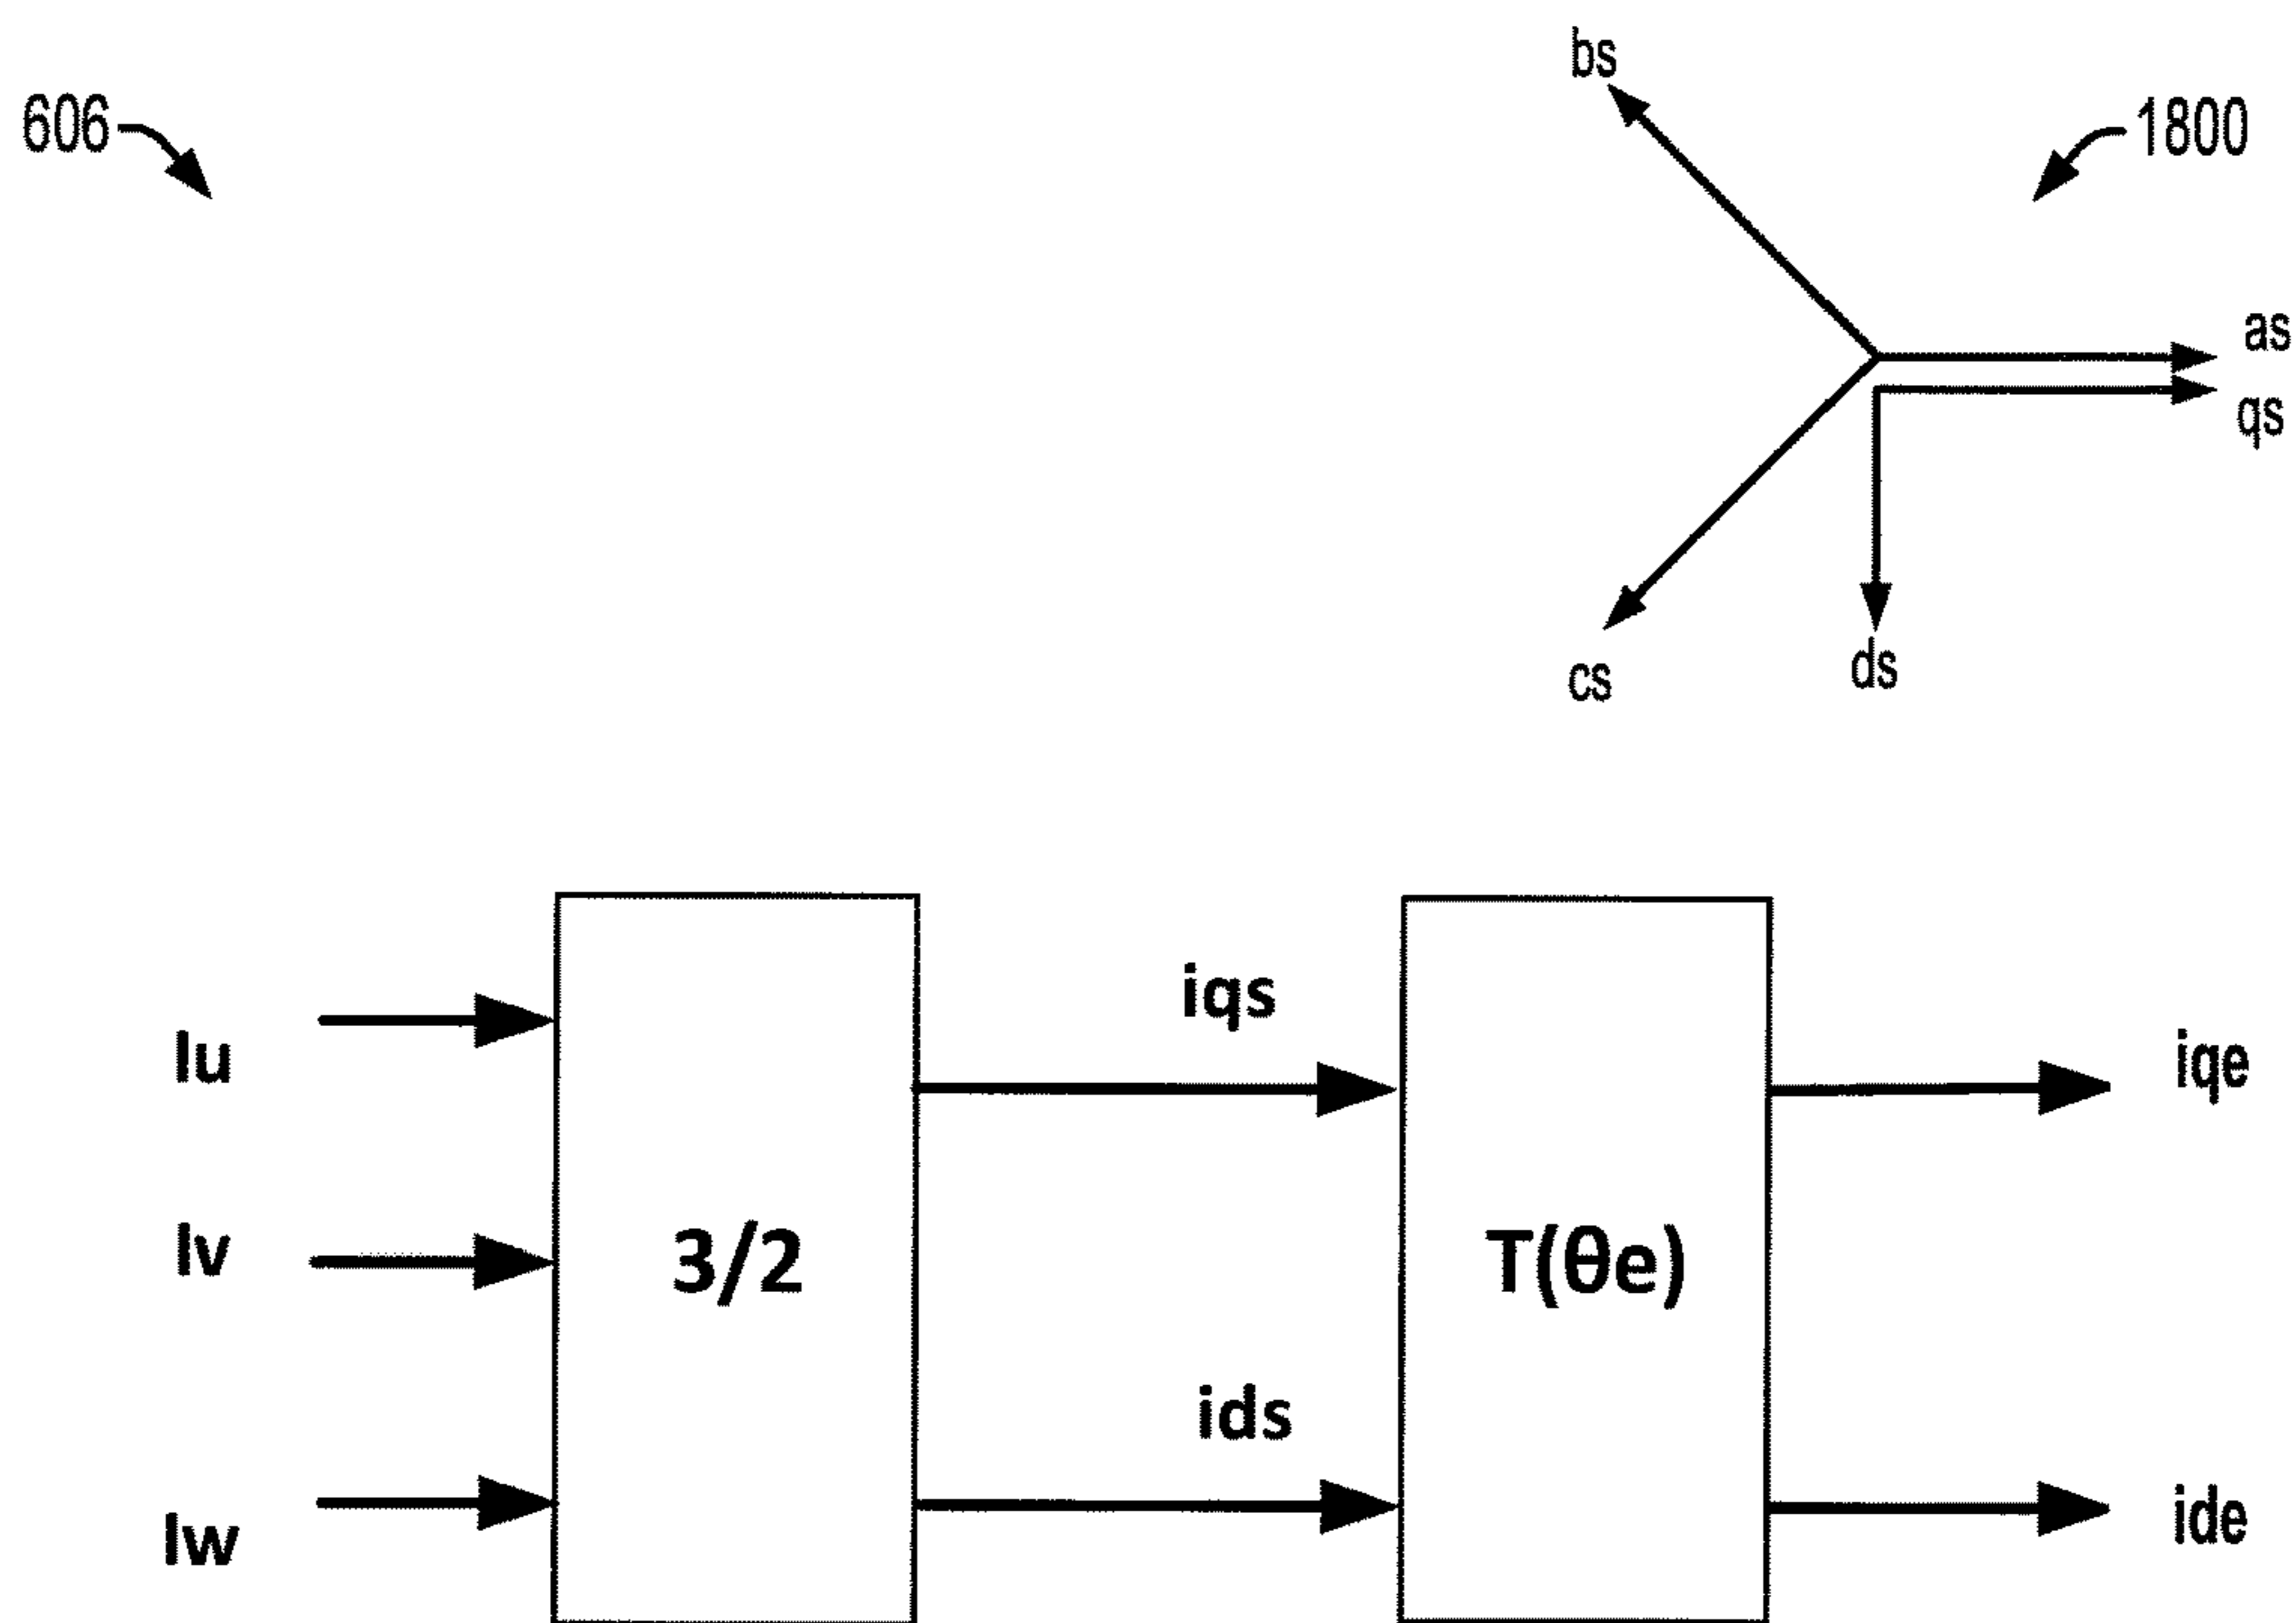 606
bs
1800
as
qs
cs
ds
Iu
Iv
Iw
3/2
iqs
ids
T(θe)
iqe
ide